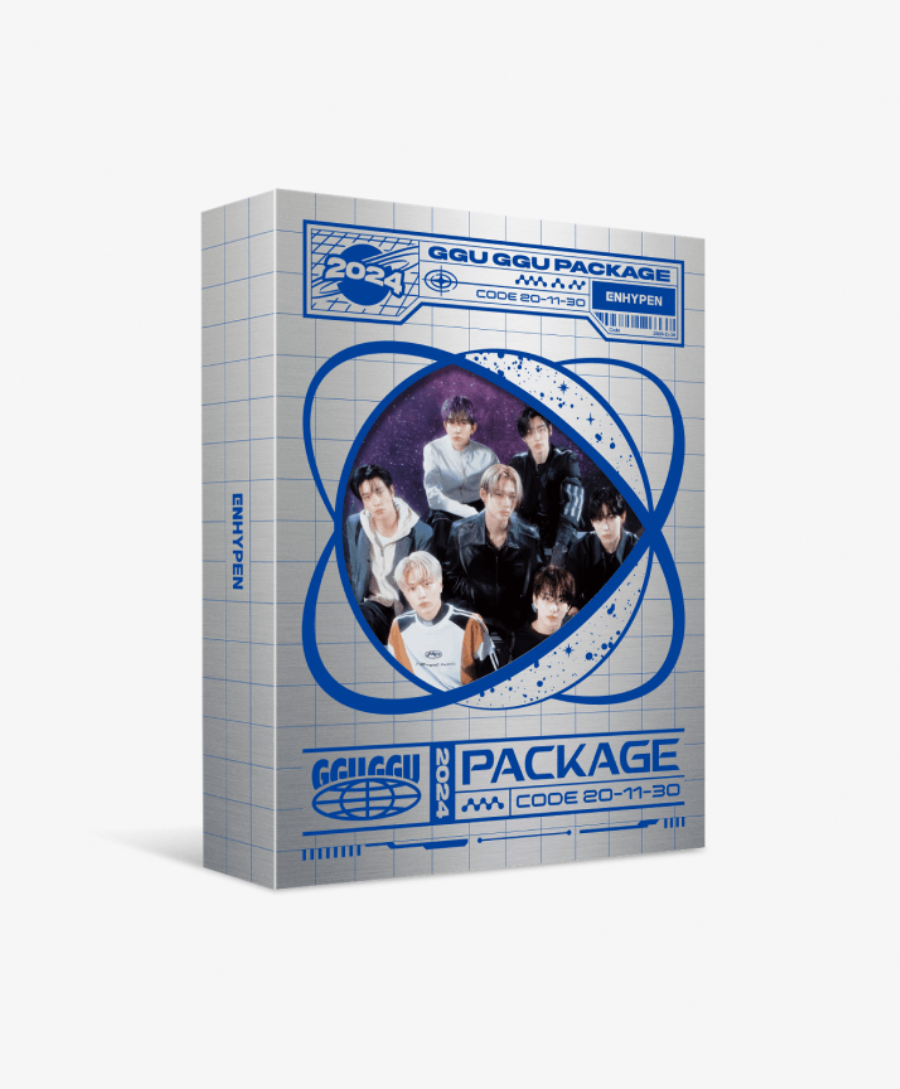 2024
GGU GGU PACKAGE
CODE 20-11-30
ENHYPEN
ENHYPEN
GGUGGU
2024
PACKAGE
CODE 20-11-30